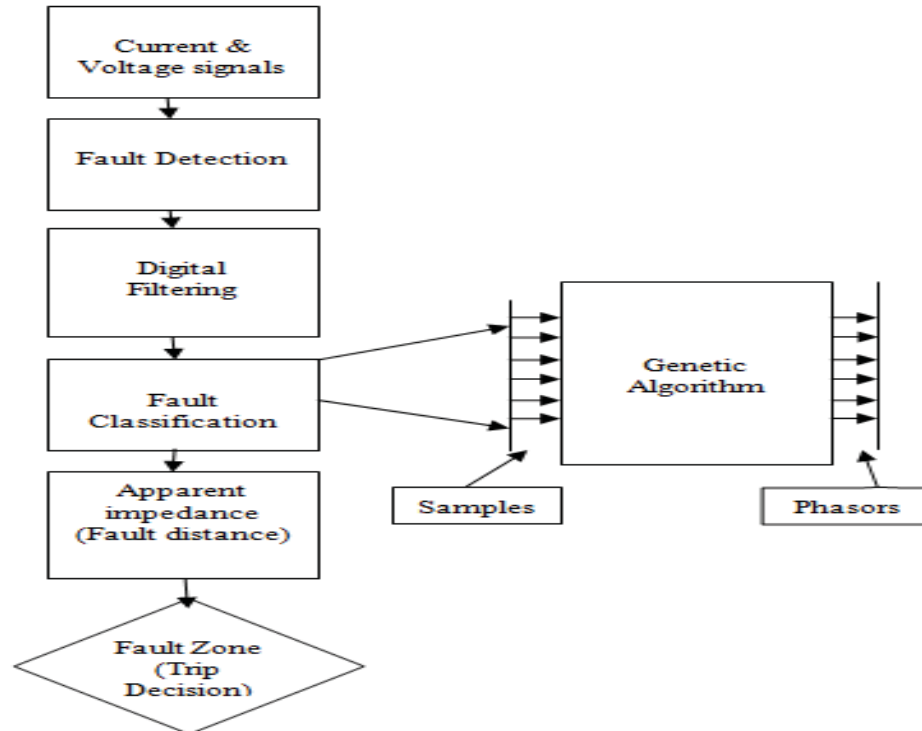 Current &
Voltage signals
Fault Detection
Digital
Filtering
Fault
Classification
Apparent
impedance
(Fault distance)
Fault Zone
(Trip
Decision)
Genetic
Algorithm
Samples
Phasors